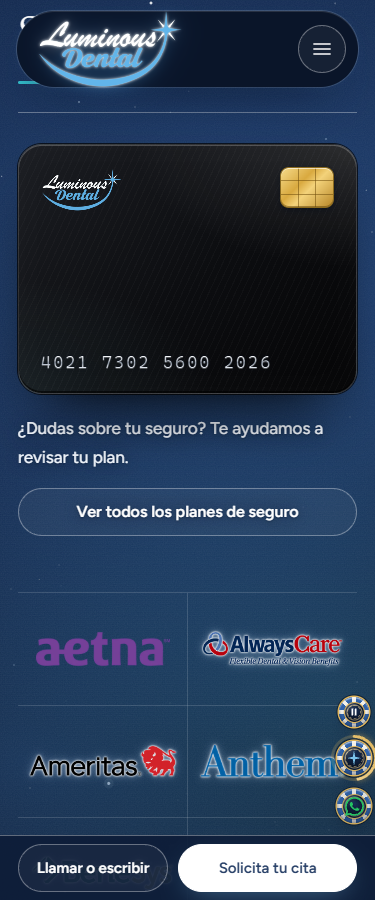 Luminous
Dental
Luminous
Dental
4021 7302 5600 2026
¿Dudas sobre tu seguro? Te ayudamos a
revisar tu plan.
Ver todos los planes de seguro
aetna
AlwaysCare
Flexible Dental & Vision Benefits
Ameritas
Anthem
Llamar o escribir
Solicita tu cita